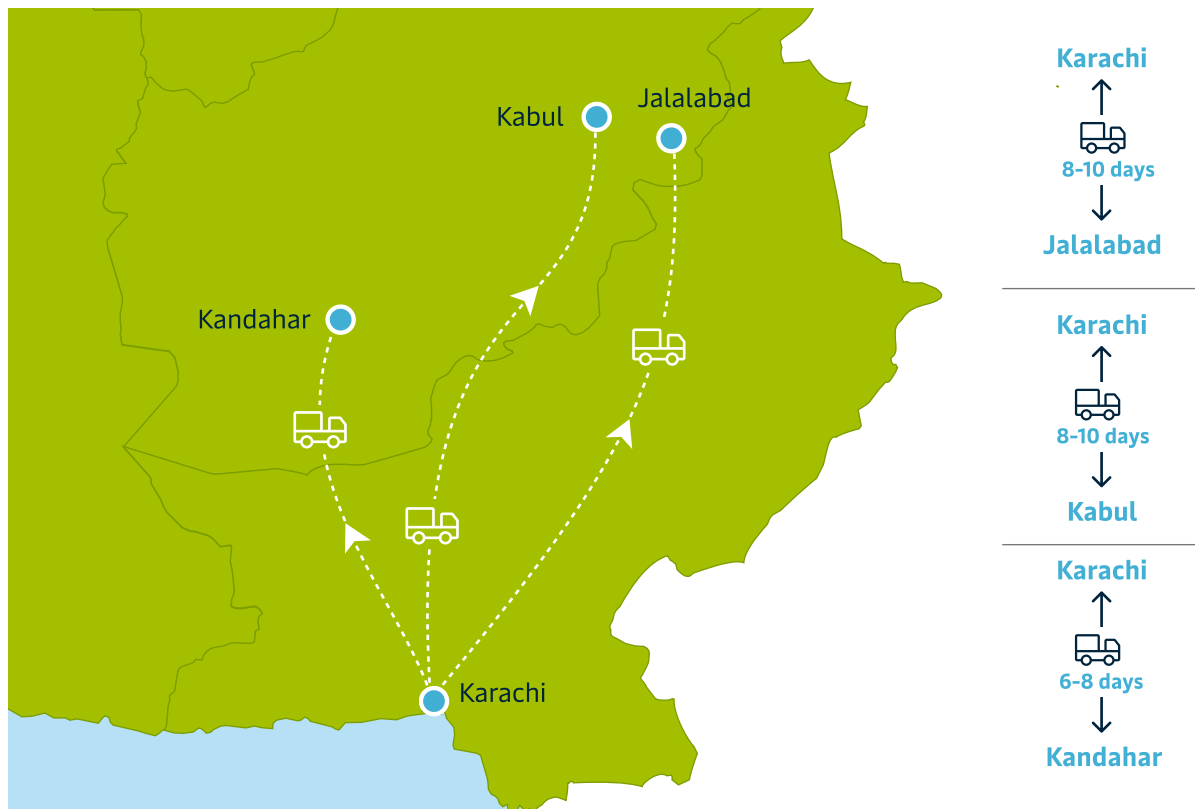 Kabul
Jalalabad
Kandahar
Karachi
Karachi
8-10 days
Jalalabad
Karachi
8-10 days
Kabul
Karachi
6-8 days
Kandahar